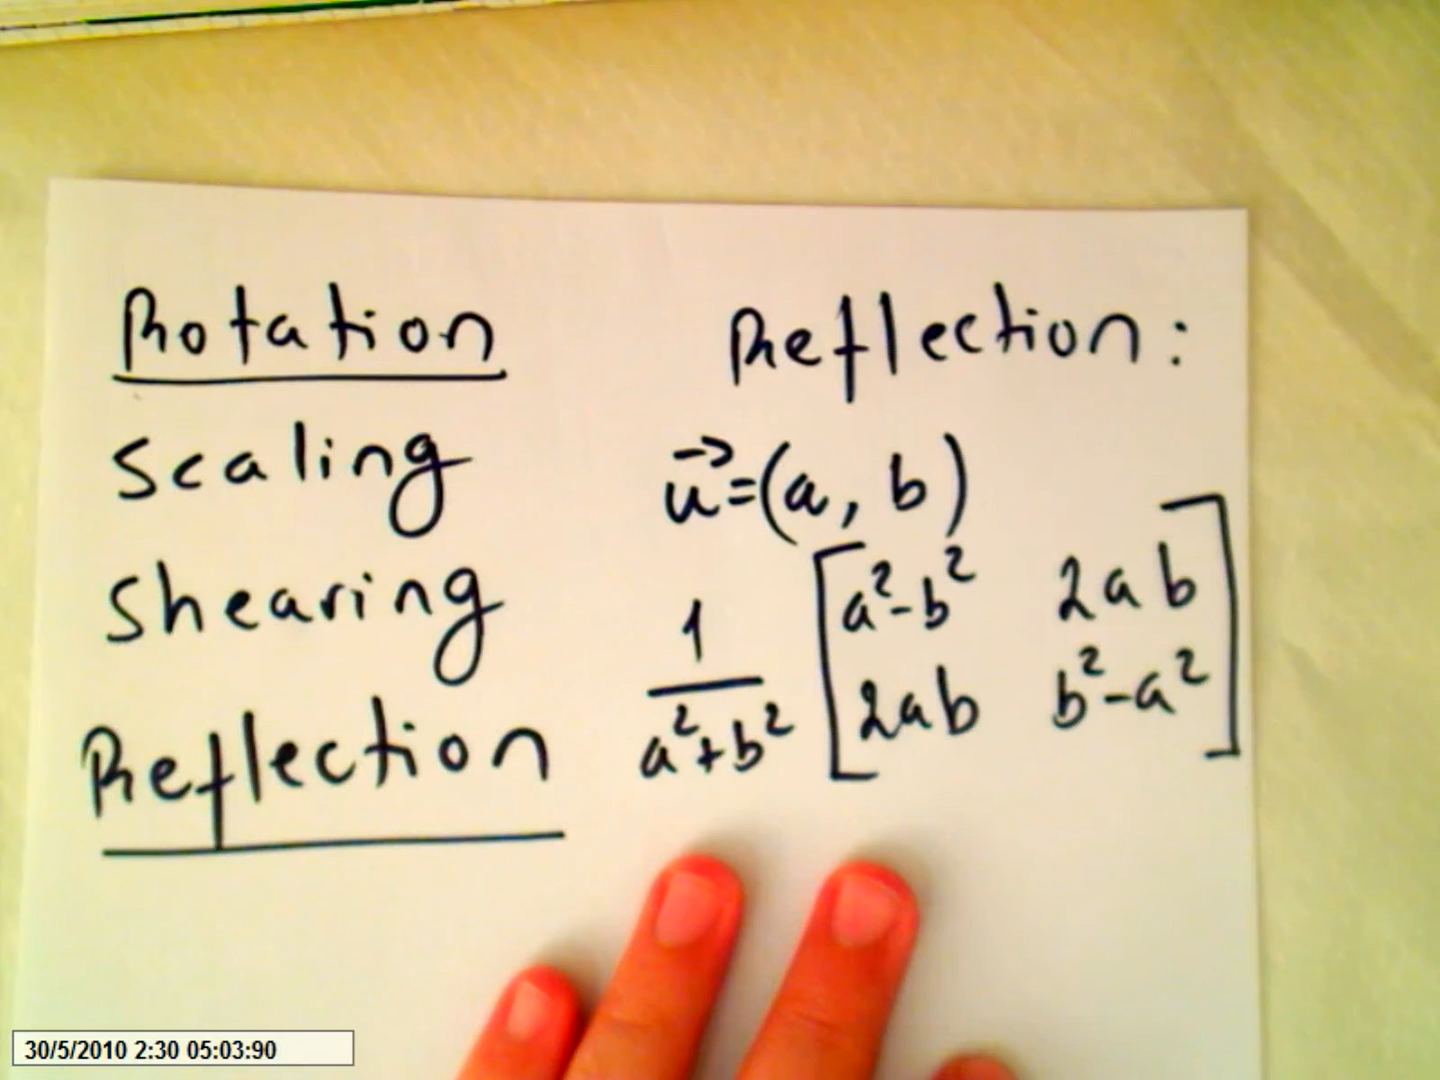 Rotation
Scaling
Shearing
Reflection
Reflection:
u⃗=(a, b)
1/(a²+b²) [a²-b² 2ab
2ab b²-a²]
30/5/2010 2:30 05:03:90